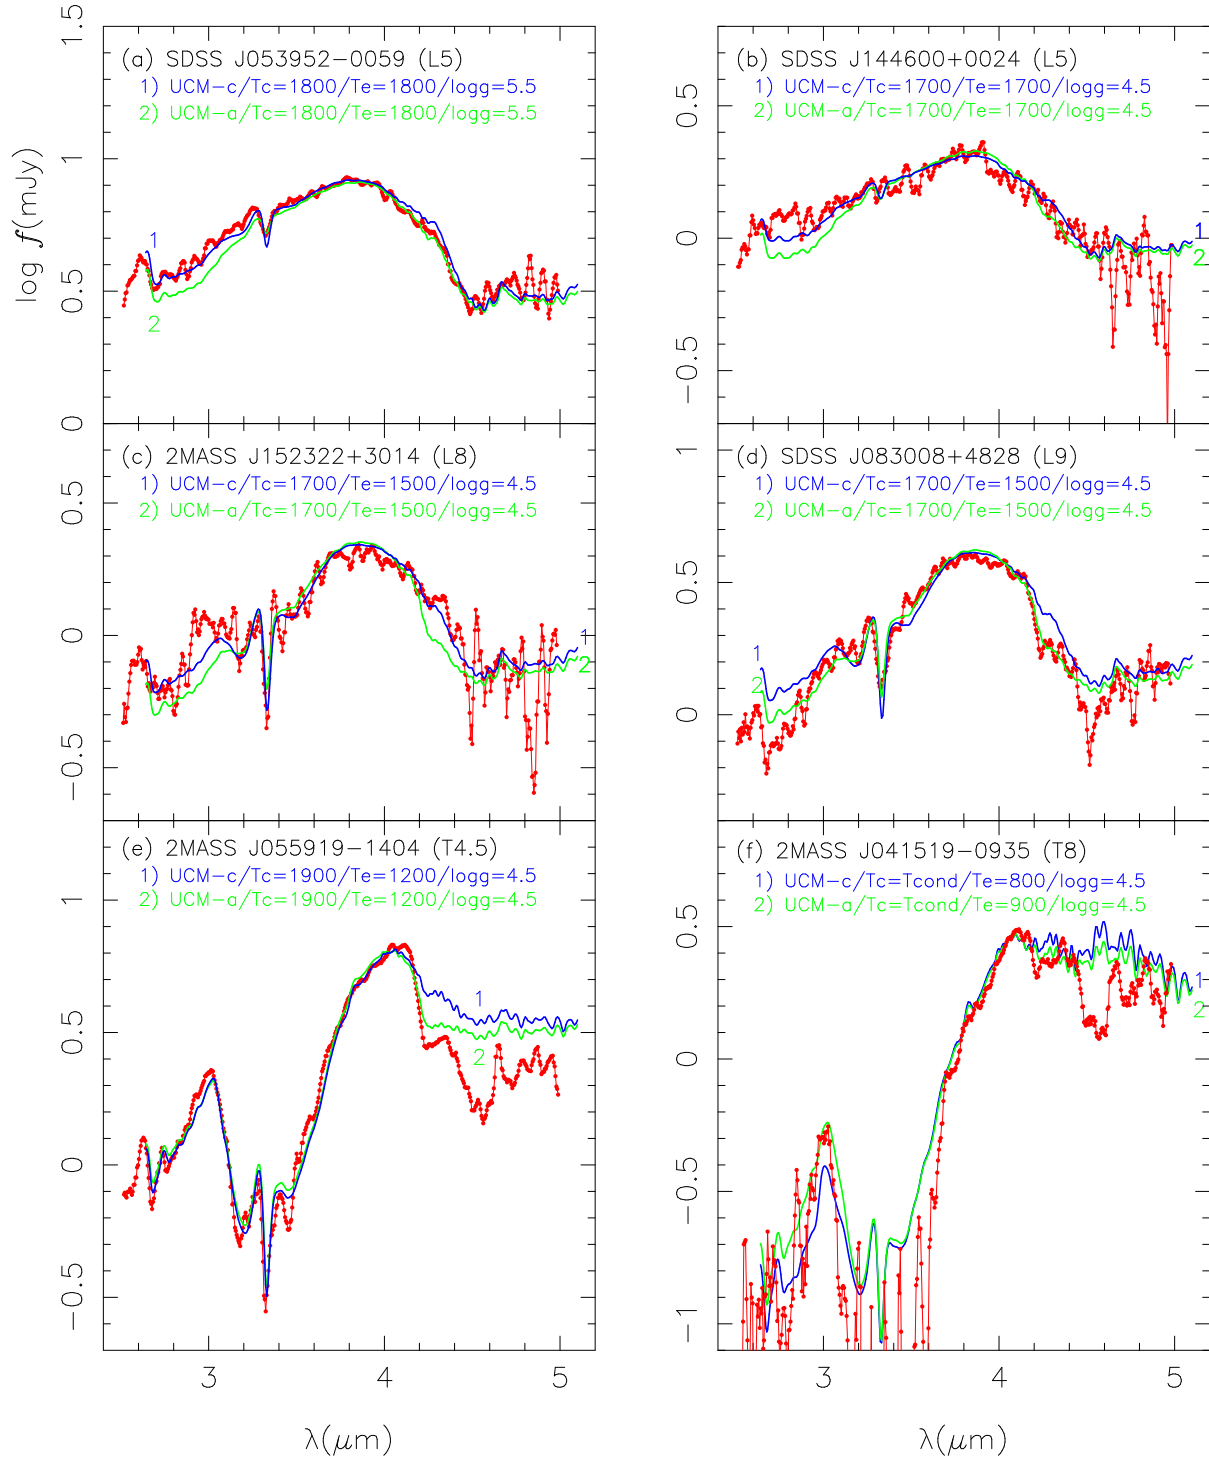 (a) SDSS J053952−0059 (L5)
1) UCM−c/Tc=1800/Te=1800/logg=5.5
2) UCM−a/Tc=1800/Te=1800/logg=5.5
1.5
1
0.5
0
log f(mJy)
1
2
(b) SDSS J144600+0024 (L5)
1) UCM−c/Tc=1700/Te=1700/logg=4.5
2) UCM−a/Tc=1700/Te=1700/logg=4.5
0.5
0
−0.5
1
2
(c) 2MASS J152322+3014 (L8)
1) UCM−c/Tc=1700/Te=1500/logg=4.5
2) UCM−a/Tc=1700/Te=1500/logg=4.5
0.5
0
−0.5
1
2
(d) SDSS J083008+4828 (L9)
1) UCM−c/Tc=1700/Te=1500/logg=4.5
2) UCM−a/Tc=1700/Te=1500/logg=4.5
1
0.5
0
1
2
(e) 2MASS J055919−1404 (T4.5)
1) UCM−c/Tc=1900/Te=1200/logg=4.5
2) UCM−a/Tc=1900/Te=1200/logg=4.5
1
0.5
0
−0.5
1
2
3 4 5
λ(μm)
(f) 2MASS J041519−0935 (T8)
1) UCM−c/Tc=Tcond/Te=800/logg=4.5
2) UCM−a/Tc=Tcond/Te=900/logg=4.5
0.5
0
−0.5
−1
1
2
3 4 5
λ(μm)